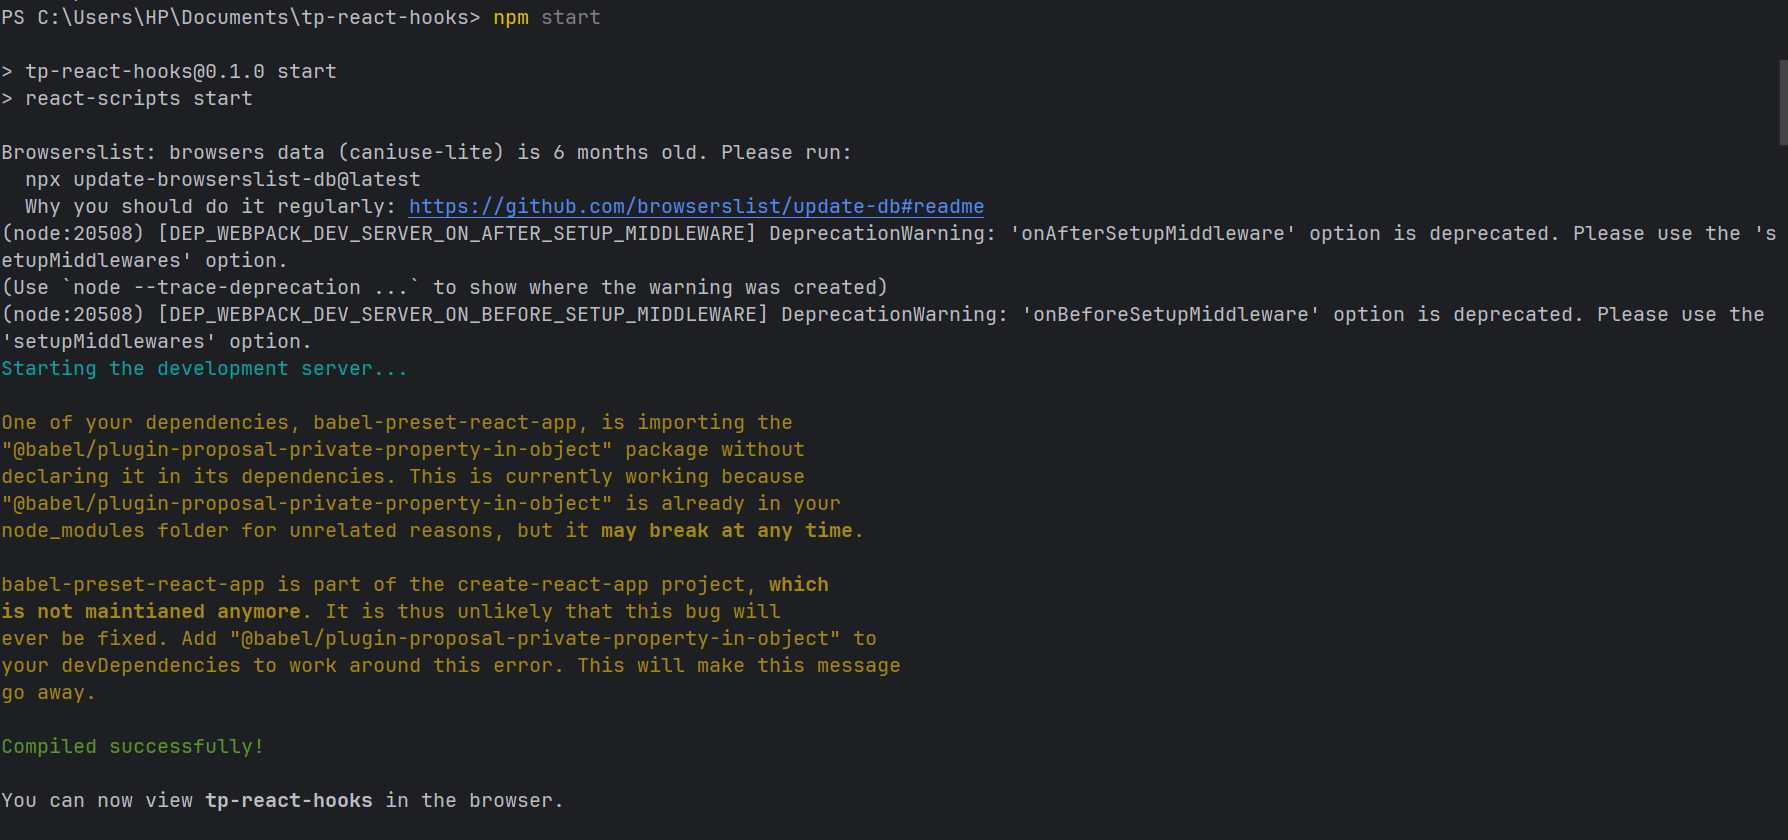 PS C:\Users\HP\Documents\tp-react-hooks> npm start
> tp-react-hooks@0.1.0 start
> react-scripts start
Browserslist: browsers data (caniuse-lite) is 6 months old. Please run:
  npx update-browserslist-db@latest
  Why you should do it regularly: https://github.com/browserslist/update-db#readme
(node:20508) [DEP_WEBPACK_DEV_SERVER_ON_AFTER_SETUP_MIDDLEWARE] DeprecationWarning: 'onAfterSetupMiddleware' option is deprecated. Please use the 's
etupMiddlewares' option.
(Use `node --trace-deprecation ...` to show where the warning was created)
(node:20508) [DEP_WEBPACK_DEV_SERVER_ON_BEFORE_SETUP_MIDDLEWARE] DeprecationWarning: 'onBeforeSetupMiddleware' option is deprecated. Please use the
'setupMiddlewares' option.
Starting the development server...
One of your dependencies, babel-preset-react-app, is importing the
"@babel/plugin-proposal-private-property-in-object" package without
declaring it in its dependencies. This is currently working because
"@babel/plugin-proposal-private-property-in-object" is already in your
node_modules folder for unrelated reasons, but it may break at any time.
babel-preset-react-app is part of the create-react-app project, which
is not maintianed anymore. It is thus unlikely that this bug will
ever be fixed. Add "@babel/plugin-proposal-private-property-in-object" to
your devDependencies to work around this error. This will make this message
go away.
Compiled successfully!
You can now view tp-react-hooks in the browser.